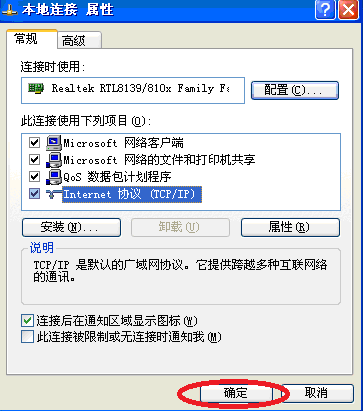 本地连接 属性
常规 高级
连接时使用:
Realtek RTL8139/810x Family Fa
配置(C)...
此连接使用下列项目(O):
Microsoft 网络客户端
Microsoft 网络的文件和打印机共享
QoS 数据包计划程序
Internet 协议 (TCP/IP)
安装(N)... 卸载(U) 属性(R)
说明
TCP/IP 是默认的广域网协议。它提供跨越多种互联网络
的通讯。
连接后在通知区域显示图标(W)
此连接被限制或无连接时通知我(M)
确定 取消